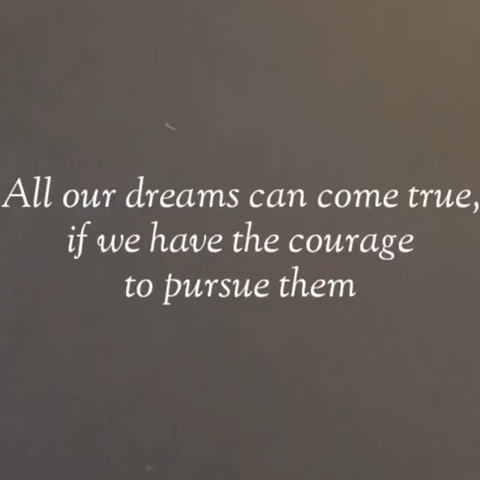 All our dreams can come true,
if we have the courage
to pursue them